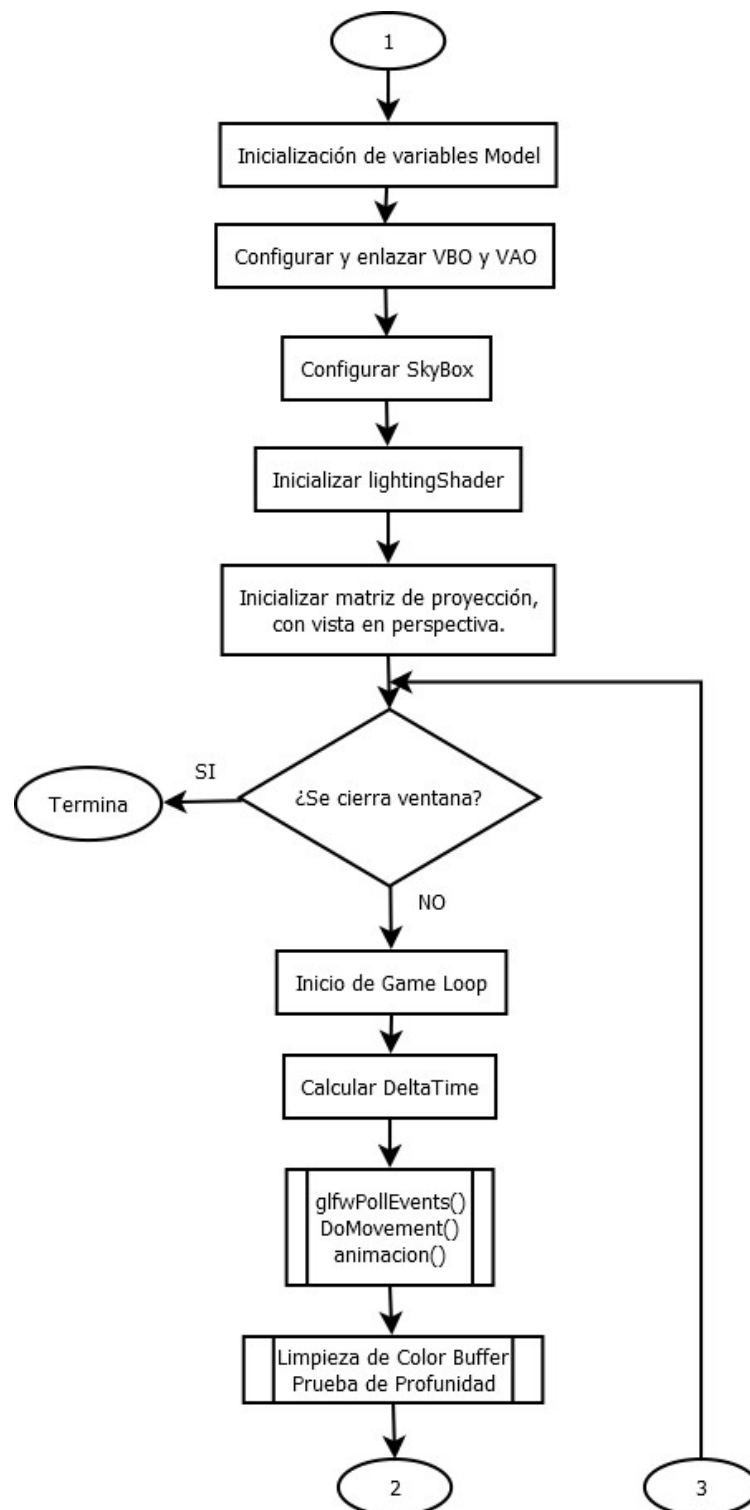 1
Inicialización de variables Model
Configurar y enlazar VBO y VAO
Configurar SkyBox
Inicializar lightingShader
Inicializar matriz de proyección,
con vista en perspectiva.
SI
Termina
¿Se cierra ventana?
NO
Inicio de Game Loop
Calcular DeltaTime
glfwPollEvents()
DoMovement()
animacion()
Limpieza de Color Buffer
Prueba de Profunidad
2
3